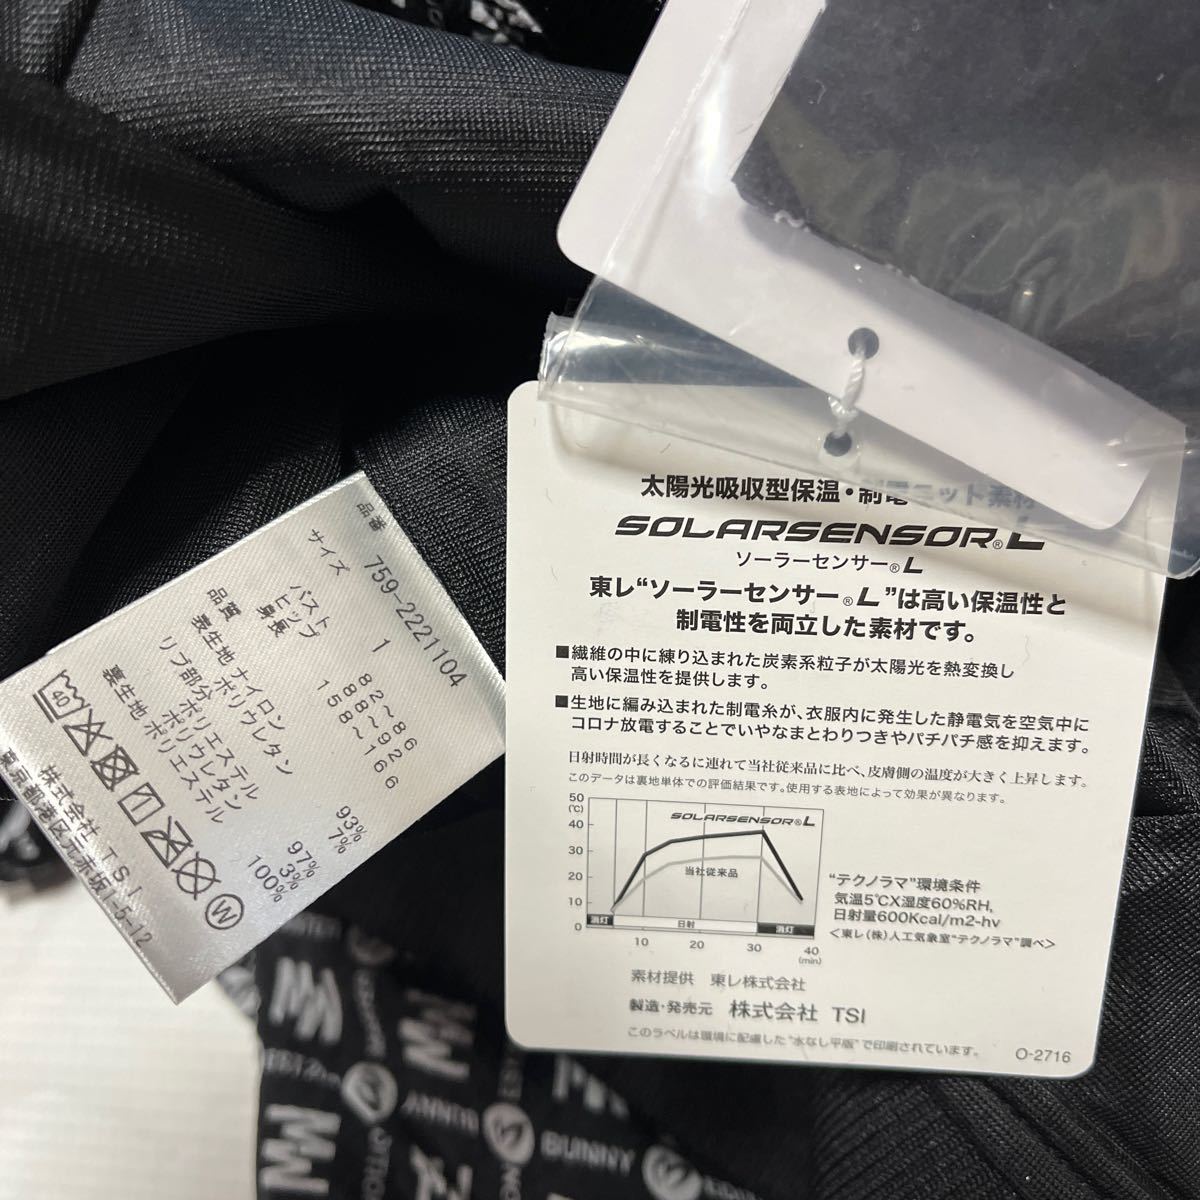 太陽光吸収型保温・制電ニット素材
SOLARSENSOR® L
ソーラーセンサー® L
東レ“ソーラーセンサー® L”は高い保温性と
制電性を両立した素材です。
■繊維の中に練り込まれた炭素系粒子が太陽光を熱変換し
高い保温性を提供します。
■生地に編み込まれた制電糸が、衣服内に発生した静電気を空気中に
コロナ放電することでいやなまとわりつきやパチパチ感を抑えます。
日射時間が長くなるに連れて当社従来品に比べ、皮膚側の温度が大きく上昇します。
このデータは裏地単体での評価結果です。使用する表地によって効果が異なります。
50
(℃)
40
30
20
10
0
SOLARSENSOR® L
当社従来品
消灯
日射
消灯
10
20
30
40
(min)
“テクノラマ”環境条件
気温5℃X湿度60%RH,
日射量600Kcal/m2-hv
<東レ(株)人工気象室“テクノラマ”調べ>
素材提供 東レ株式会社
製造・発売元 株式会社 TSI
このラベルは環境に配慮した“水なし平版”で印刷されています。
O-2716
品番 759-2221104
サイズ 1
バスト 82~86
ヒップ 88~926
身長 158~166
品質
表生地 ナイロン 93%
ポリウレタン 7%
リブ部分 ポリエステル 97%
ポリウレタン 3%
裏生地 ポリエステル 100%
40
W
株式会社 TSI
東京都港区元赤坂1-5-12
BUNNY
BUNNY